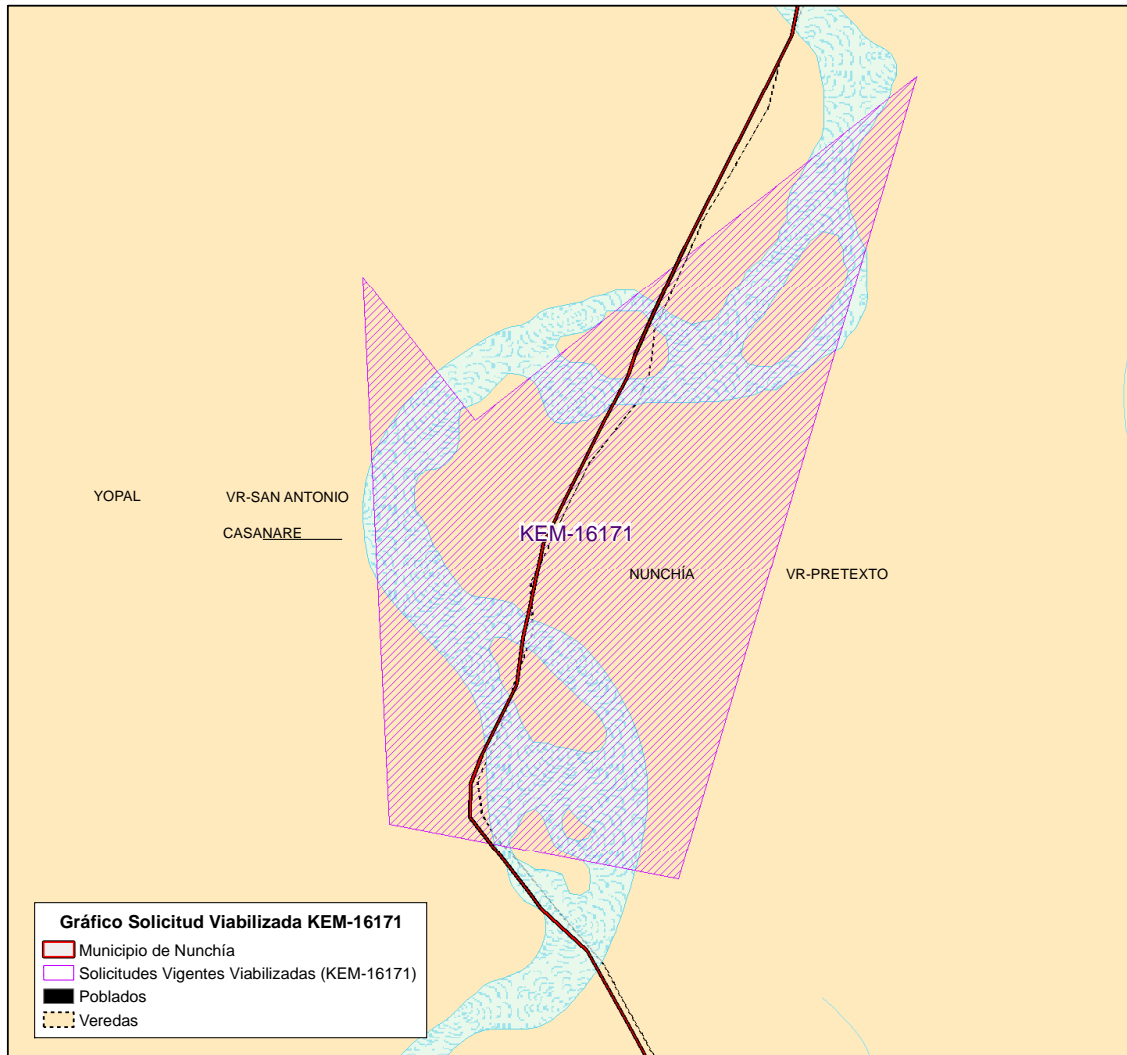 YOPAL
VR-SAN ANTONIO
CASANARE
KEM-16171
NUNCHÍA
VR-PRETEXTO
Gráfico Solicitud Viabilizada KEM-16171
Municipio de Nunchía
Solicitudes Vigentes Viabilizadas (KEM-16171)
Poblados
Veredas